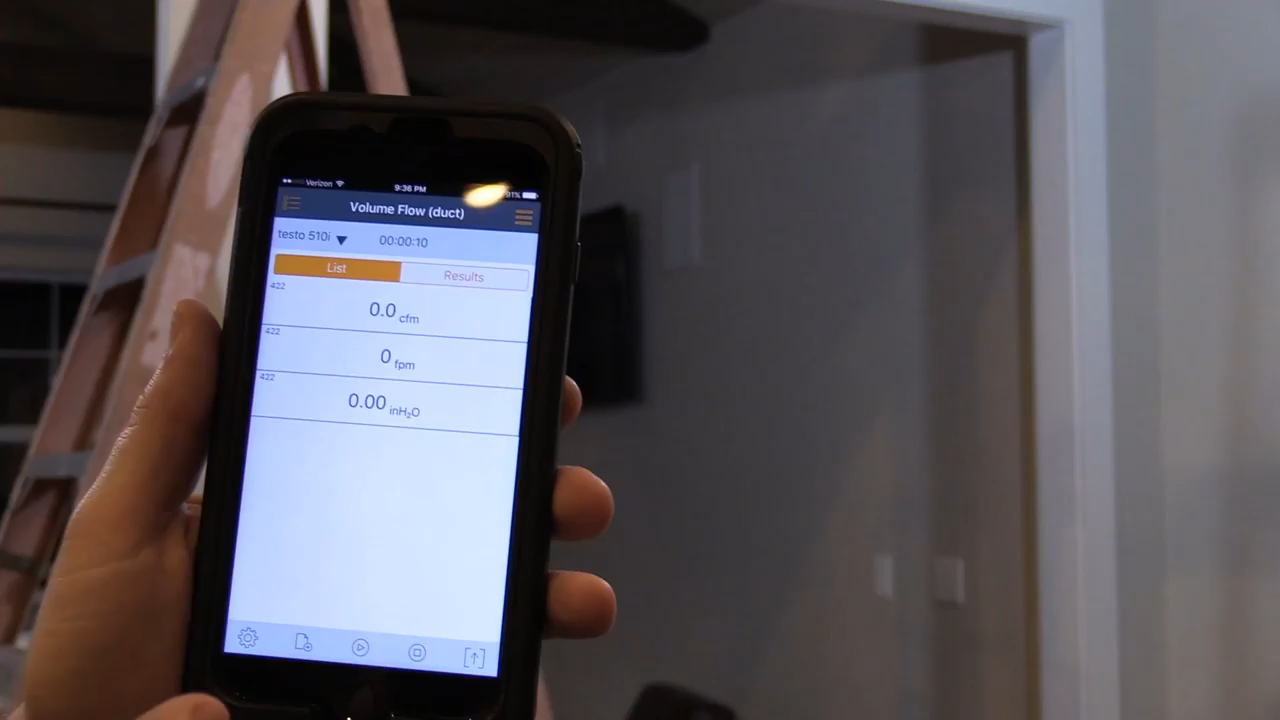 Verizon 9:36 PM 91%
Volume Flow (duct)
testo 510i 00:00:10
List Results
422
0.0 cfm
422
0 fpm
422
0.00 inH₂O